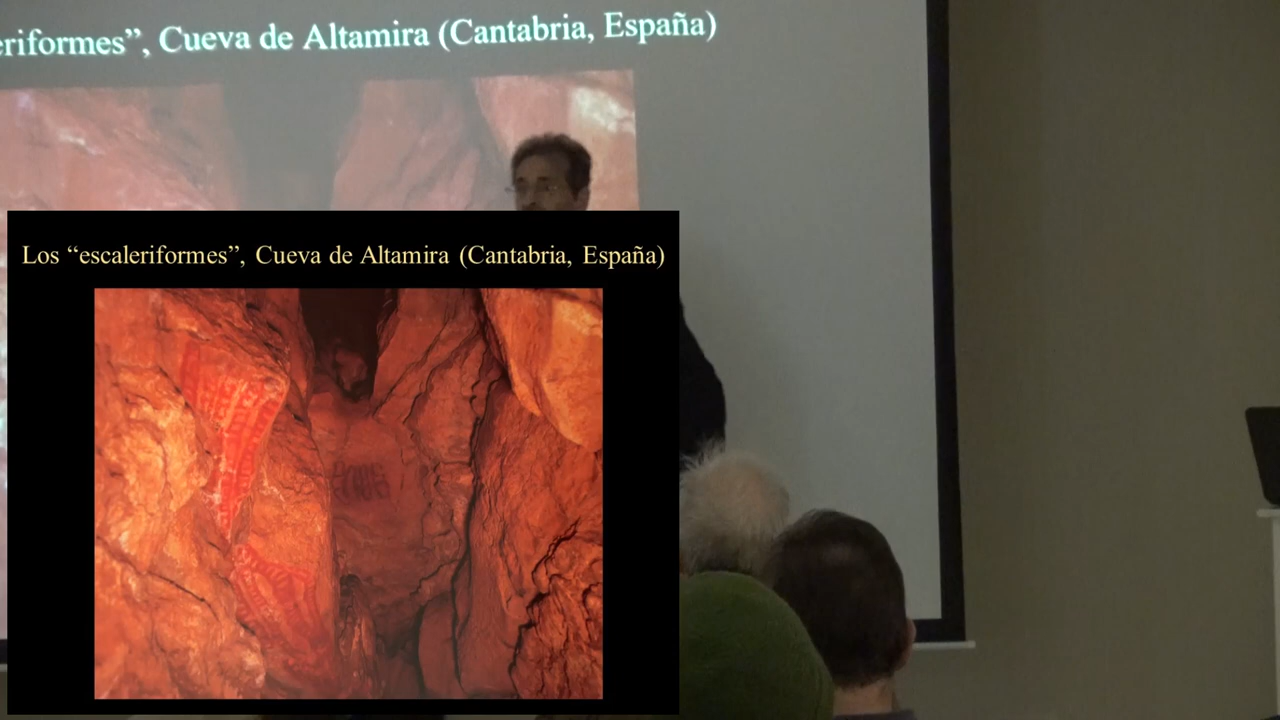 eriformes”, Cueva de Altamira (Cantabria, España)
Los “escaleriformes”, Cueva de Altamira (Cantabria, España)